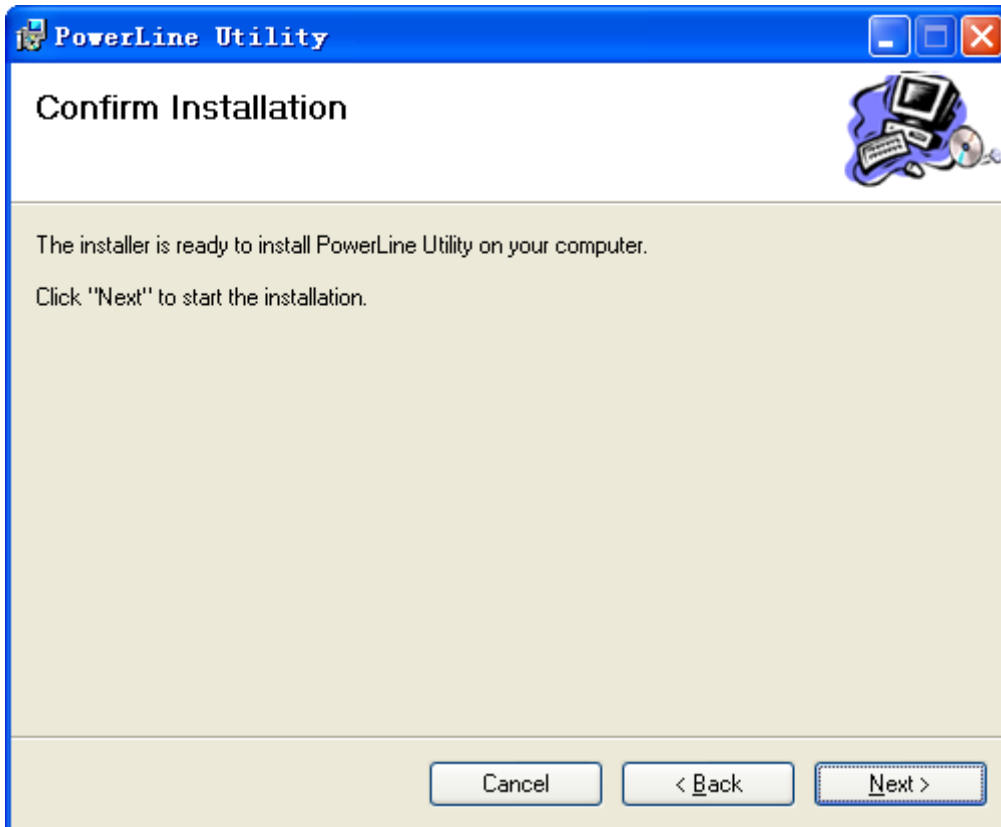 PowerLine Utility
Confirm Installation
The installer is ready to install PowerLine Utility on your computer.
Click "Next" to start the installation.
Cancel
< Back
Next >